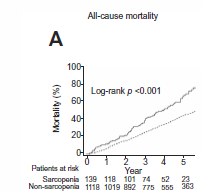 All-cause mortality
A
Mortality (%)
100
80
60
40
20
0
Log-rank p <0.001
0 1 2 3 4 5
Year
Patients at risk
Sarcopenia 139 118 101 74 52 23
Non-sarcopenia 1118 1019 892 775 555 363